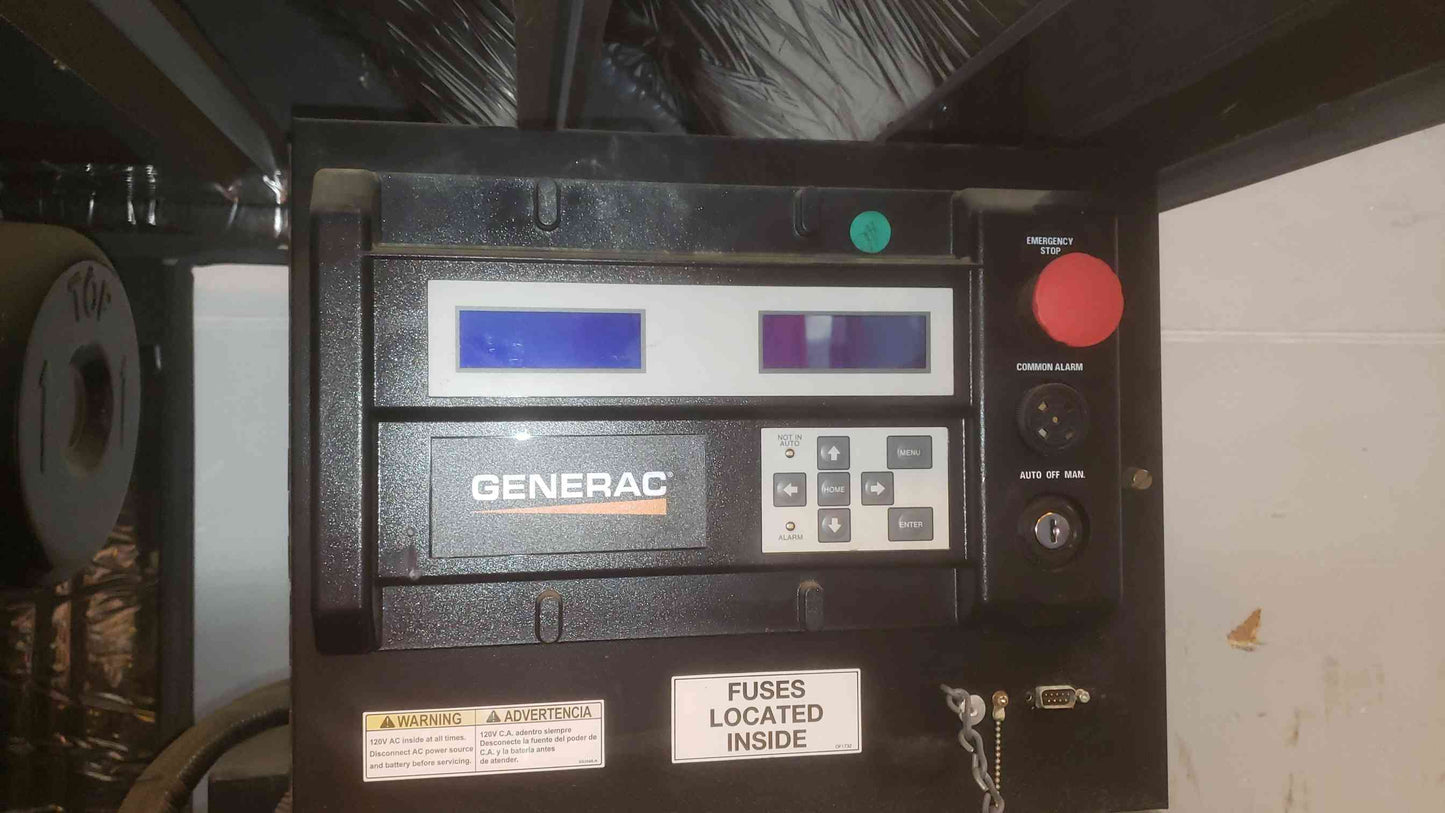 EMERGENCY
STOP
TOP
1 1
COMMON ALARM
NOT IN
AUTO
MENU
HOME
GENERAC
AUTO OFF MAN.
ENTER
ALARM
FUSES
LOCATED
INSIDE
WARNING
120V AC inside at all times.
Disconnect AC power source
and battery before servicing.
ADVERTENCIA
120V C.A. adentro siempre
Desconecte la fuente del poder de
C.A. y la batería antes
de atender.